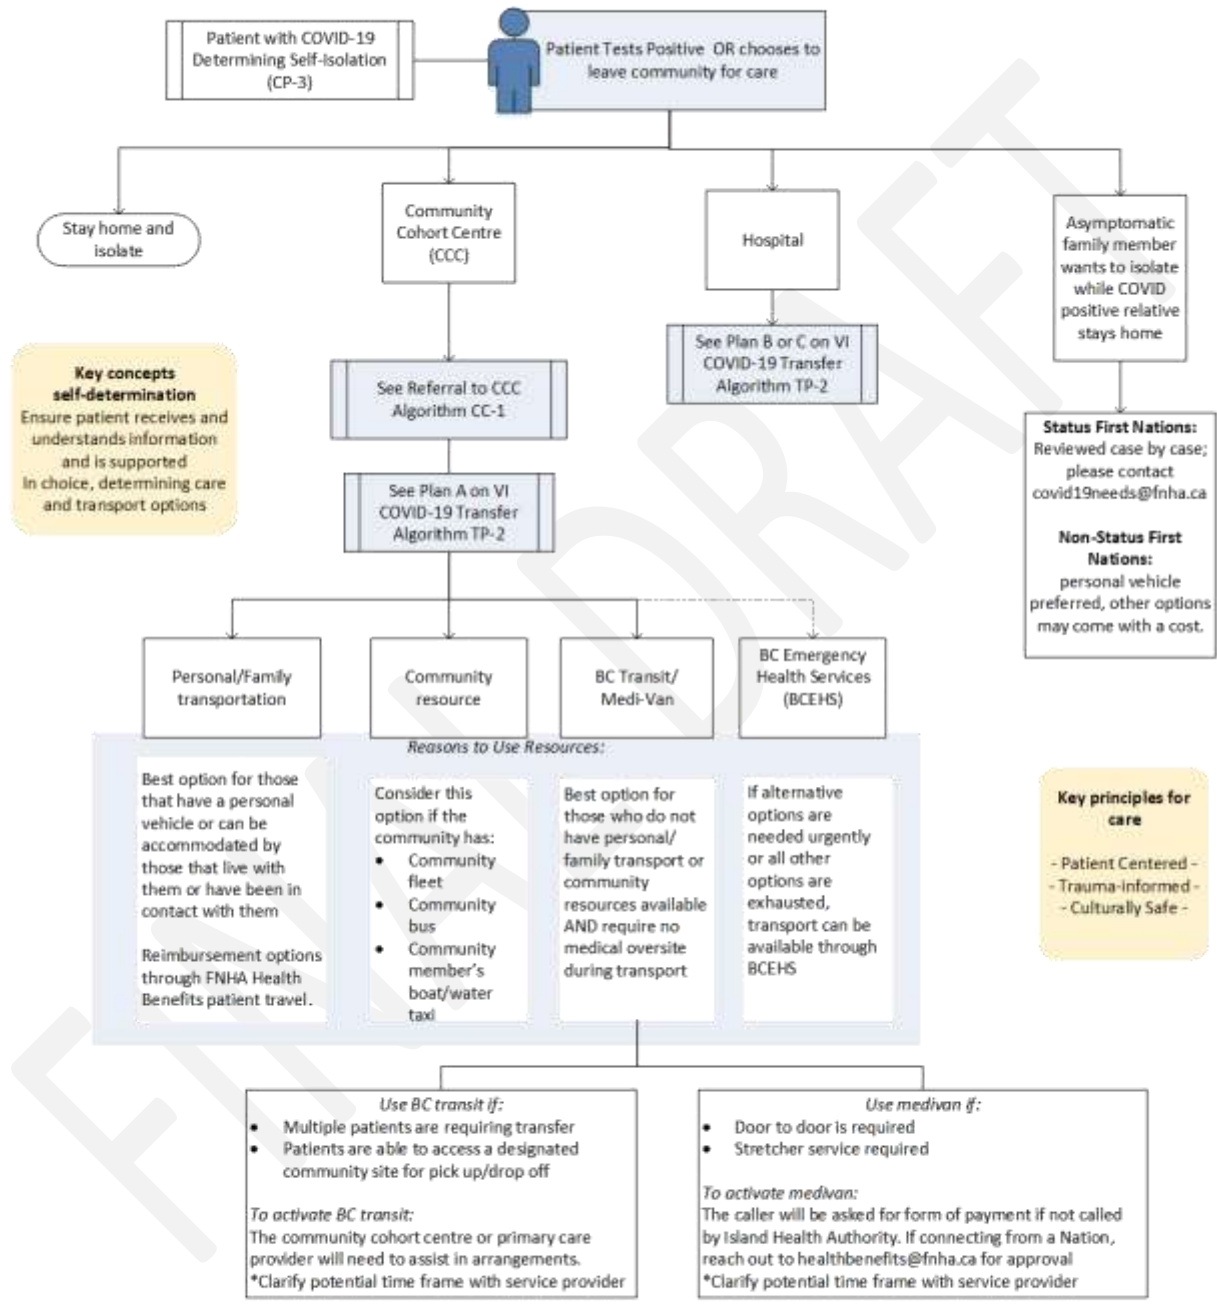 Patient with COVID-19
Determining Self-Isolation
(CP-3)
Patient Tests Positive OR chooses to
leave community for care
Stay home and
isolate
Community
Cohort Centre
(CCC)
Hospital
Asymptomatic
family member
wants to isolate
while COVID
positive relative
stays home
See Plan B or C on VI
COVID-19 Transfer
Algorithm TP-2
Key concepts
self-determination
Ensure patient receives and
understands information
and is supported
In choice, determining care
and transport options
See Referral to CCC
Algorithm CC-1
See Plan A on VI
COVID-19 Transfer
Algorithm TP-2
Status First Nations:
Reviewed case by case;
please contact
covid19needs@fnha.ca
Non-Status First
Nations:
personal vehicle
preferred, other options
may come with a cost.
Personal/Family
transportation
Community
resource
BC Transit/
Medi-Van
BC Emergency
Health Services
(BCEHS)
Reasons to Use Resources:
Best option for those
that have a personal
vehicle or can be
accommodated by
those that live with
them or have been in
contact with them
Reimbursement options
through FNHA Health
Benefits patient travel.
Consider this
option if the
community has:
• Community
fleet
• Community
bus
• Community
member's
boat/water
taxi
Best option for
those who do not
have personal/
family transport or
community
resources available
AND require no
medical oversite
during transport
If alternative
options are
needed urgently
or all other
options are
exhausted,
transport can be
available through
BCEHS
Key principles for
care
- Patient Centered -
- Trauma-informed -
- Culturally Safe -
Use BC transit if:
• Multiple patients are requiring transfer
• Patients are able to access a designated
community site for pick up/drop off
To activate BC transit:
The community cohort centre or primary care
provider will need to assist in arrangements.
*Clarify potential time frame with service provider
Use medivan if:
• Door to door is required
• Stretcher service required
To activate medivan:
The caller will be asked for form of payment if not called
by Island Health Authority. If connecting from a Nation,
reach out to healthbenefits@fnha.ca for approval
*Clarify potential time frame with service provider
FINAL DRAFT